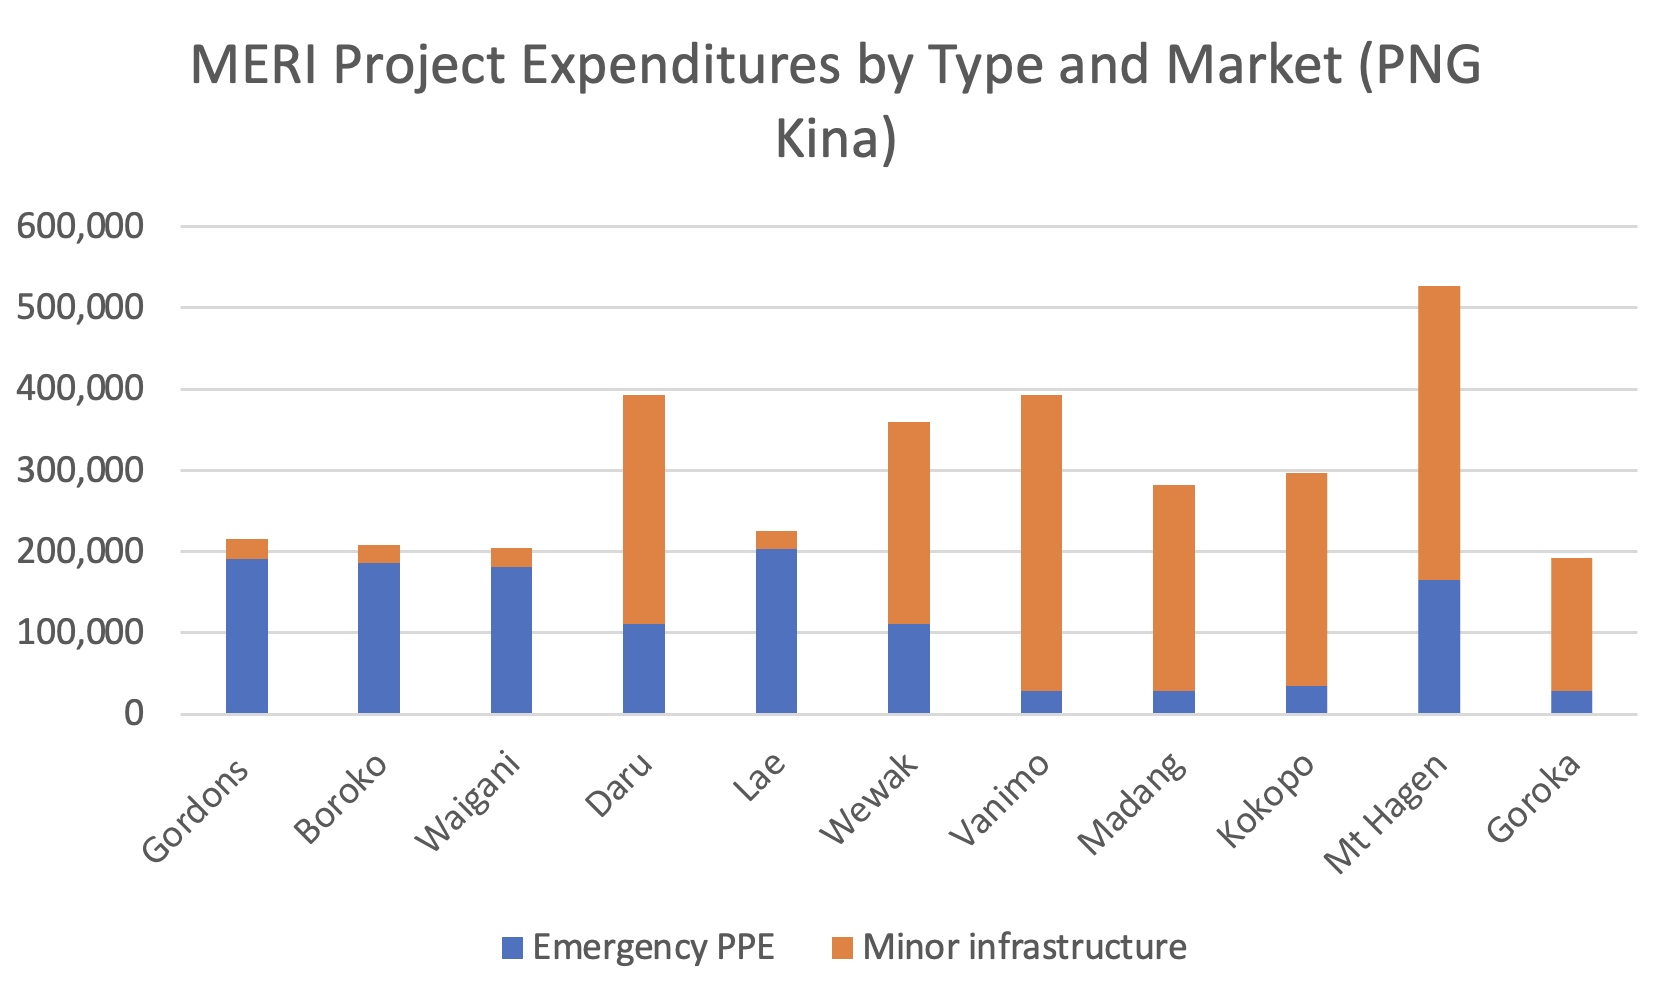 MERI Project Expenditures by Type and Market (PNG
Kina)
600,000
500,000
400,000
300,000
200,000
100,000
0
Gordons
Boroko
Waigani
Daru
Lae
Wewak
Vanimo
Madang
Kokopo
Mt Hagen
Goroka
Emergency PPE
Minor infrastructure